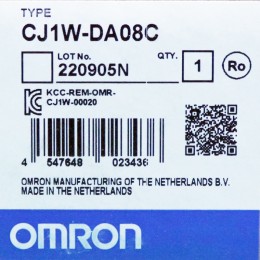 TYPE
CJ1W-DA08C
LOT No. QTY.
220905N 1 Ro
KCC-REM-OMR-
CJ1W-00020
4 547648 023436
OMRON MANUFACTURING OF THE NETHERLANDS B.V.
MADE IN THE NETHERLANDS
OMRON